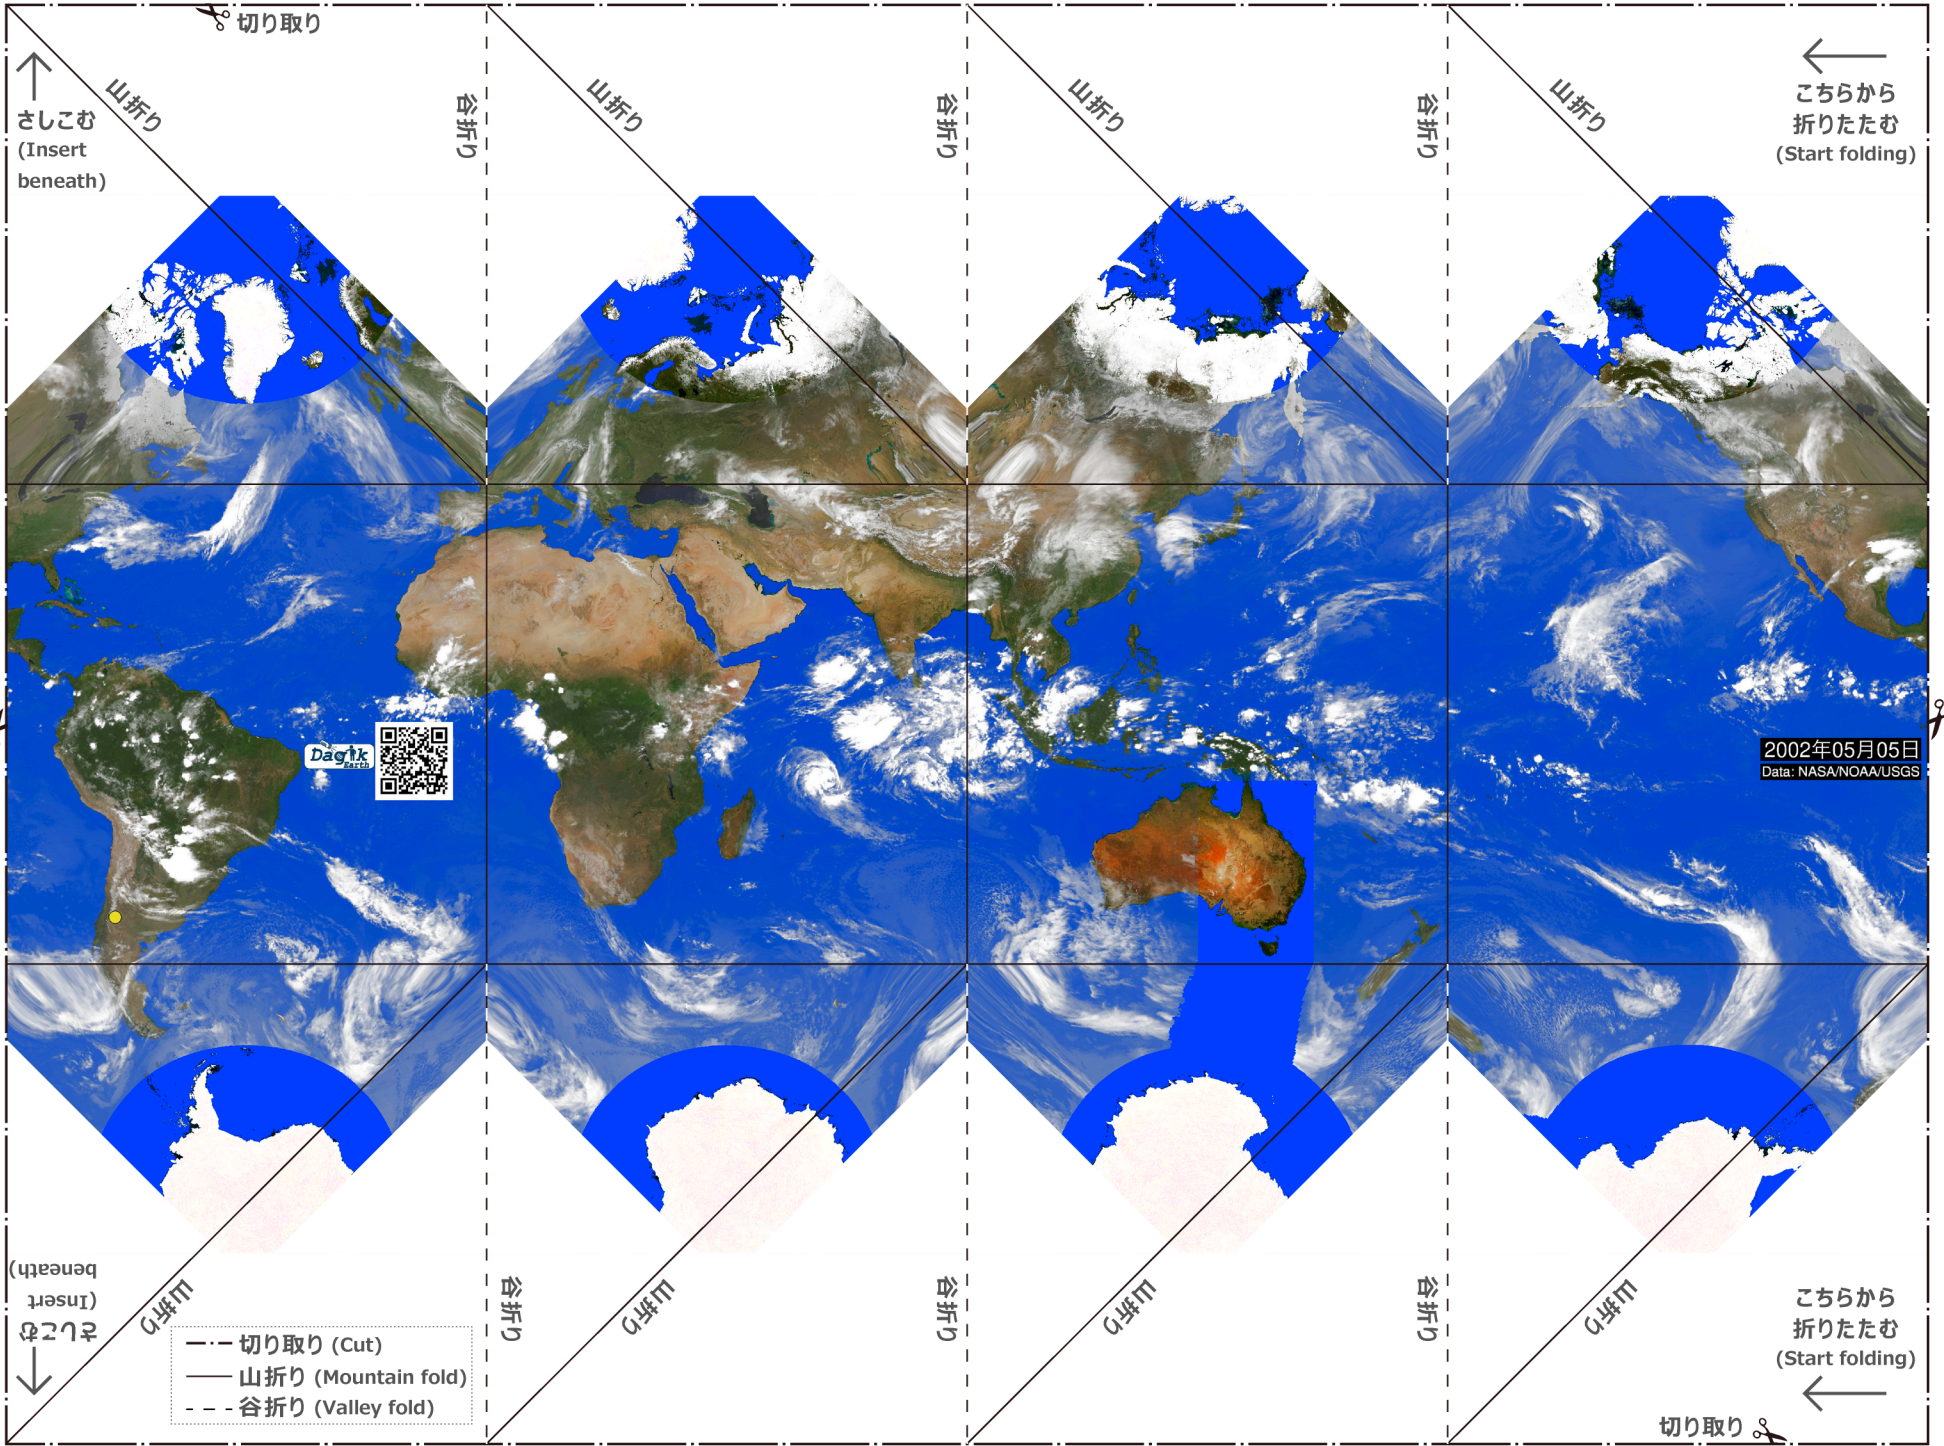 切り取り
山折り
谷折り
山折り
谷折り
山折り
谷折り
山折り
さしこむ
(Insert
beneath)
こちらから
折りたたむ
(Start folding)
Dagik
Earth
2002年05月05日
Data: NASA/NOAA/USGS
さしこむ
(Insert
beneath)
山折り
谷折り
山折り
谷折り
山折り
谷折り
山折り
こちらから
折りたたむ
(Start folding)
切り取り (Cut)
山折り (Mountain fold)
谷折り (Valley fold)
切り取り